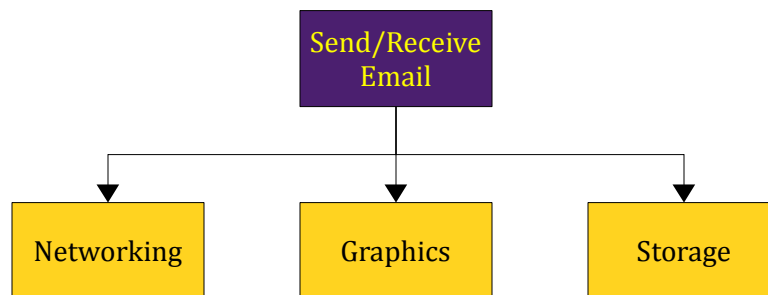 Send/Receive
Email
Networking
Graphics
Storage